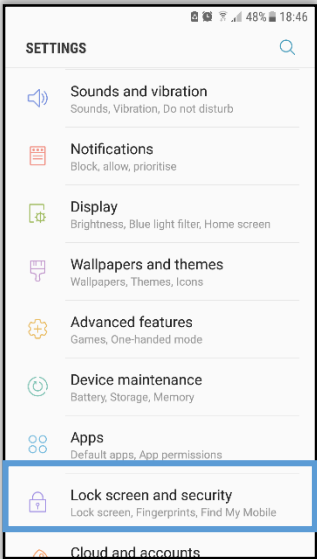 48% 18:46
SETTINGS
Sounds and vibration
Sounds, Vibration, Do not disturb
Notifications
Block, allow, prioritise
Display
Brightness, Blue light filter, Home screen
Wallpapers and themes
Wallpapers, Themes, Icons
Advanced features
Games, One-handed mode
Device maintenance
Battery, Storage, Memory
Apps
Default apps, App permissions
Lock screen and security
Lock screen, Fingerprints, Find My Mobile
Cloud and accounts